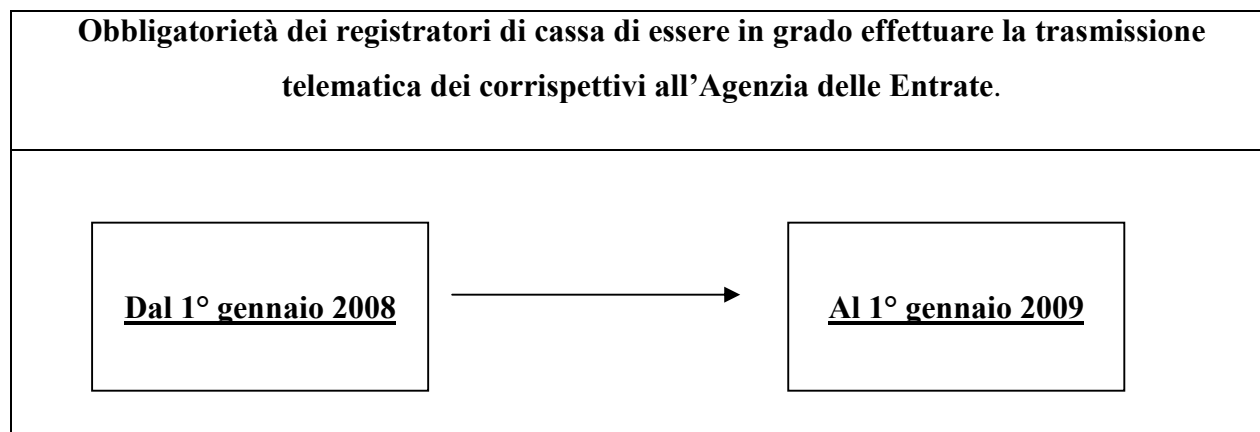 Obbligatorietà dei registratori di cassa di essere in grado effettuare la trasmissione
telematica dei corrispettivi all’Agenzia delle Entrate.
Dal 1° gennaio 2008
Al 1° gennaio 2009